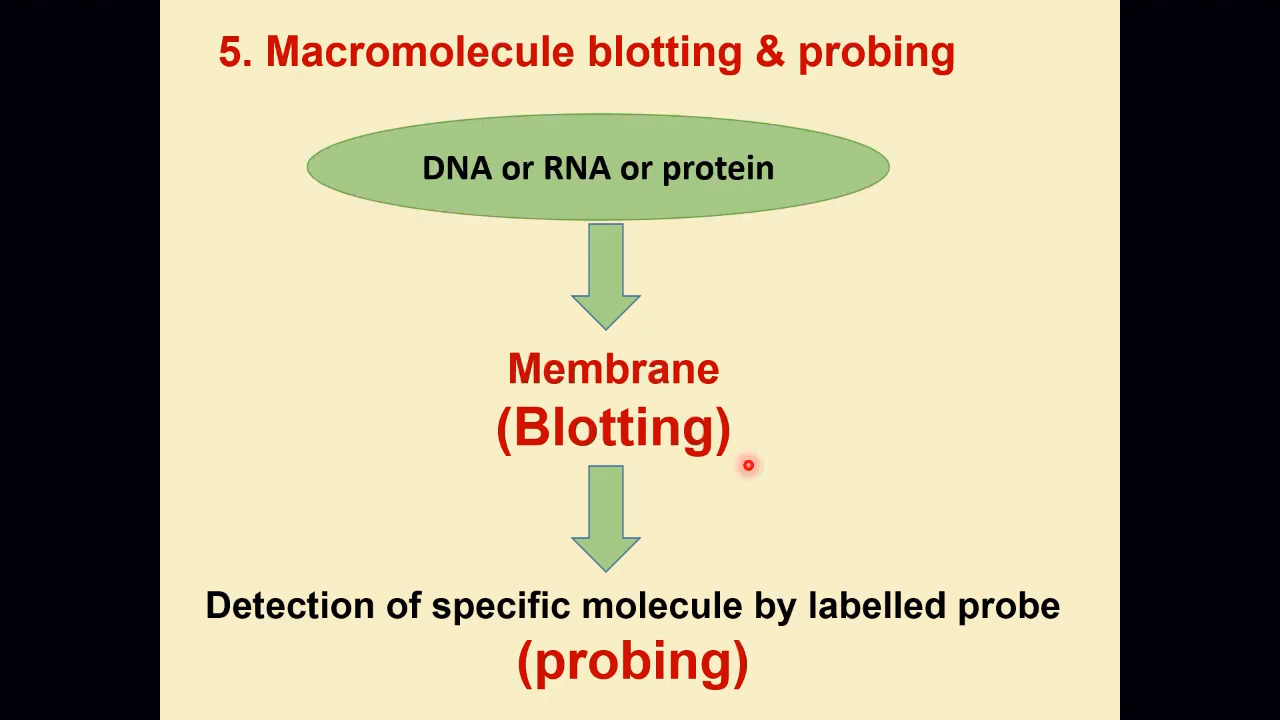 5. Macromolecule blotting & probing
DNA or RNA or protein
Membrane
(Blotting)
Detection of specific molecule by labelled probe
(probing)